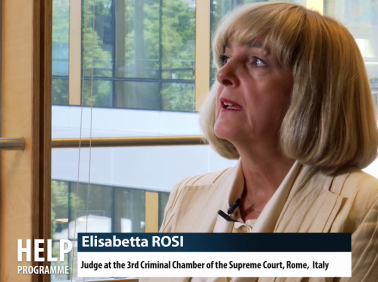 Elisabetta ROSI
HELP
PROGRAMME
Judge at the 3rd Criminal Chamber of the Supreme Court, Rome, Italy